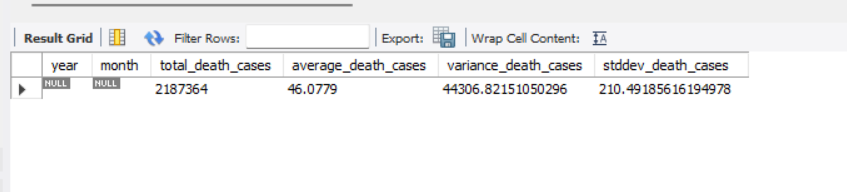 Result Grid Filter Rows: Export: Wrap Cell Content: IA
year month total_death_cases average_death_cases variance_death_cases stddev_death_cases
NULL NULL 2187364 46.0779 44306.82151050296 210.49185616194978